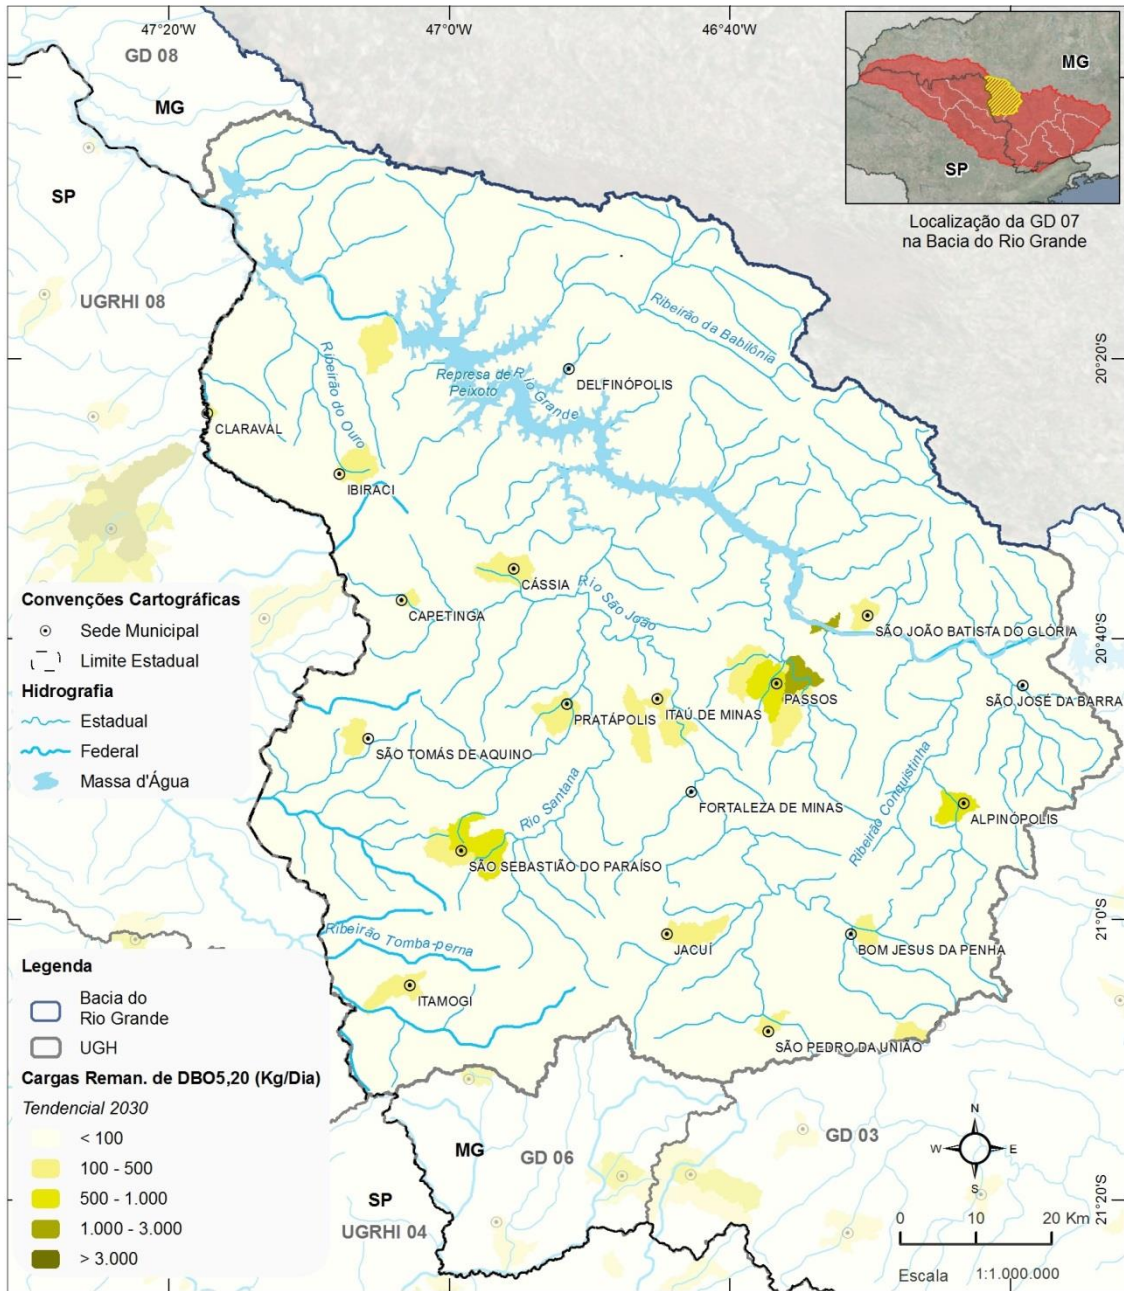 47°20'W
47°0'W
46°40'W
GD 08
MG
SP
MG
SP
Localização da GD 07
na Bacia do Rio Grande
UGRHI 08
Ribeirão da Babilônia
20°20'S
Ribeirão do Ouro
Represa de
Peixoto
Rio Grande
DELFINÓPOLIS
CLARAVAL
IBIRACI
CÁSSIA
Rio São João
CAPETINGA
SÃO JOÃO BATISTA DO GLÓRIA
20°40'S
Convenções Cartográficas
Sede Municipal
Limite Estadual
Hidrografia
Estadual
Federal
Massa d'Água
PASSOS
SÃO JOSÉ DA BARRA
PRATÁPOLIS
ITAÚ DE MINAS
SÃO TOMÁS DE AQUINO
Rio Santana
FORTALEZA DE MINAS
Ribeirão Conquistinha
ALPINÓPOLIS
SÃO SEBASTIÃO DO PARAÍSO
21°0'S
Ribeirão Tomba-perna
JACUÍ
BOM JESUS DA PENHA
ITAMOGI
SÃO PEDRO DA UNIÃO
Legenda
Bacia do
Rio Grande
UGH
Cargas Reman. de DBO5,20 (Kg/Dia)
Tendencial 2030
< 100
100 - 500
500 - 1.000
1.000 - 3.000
> 3.000
MG
GD 06
GD 03
SP
UGRHI 04
N
W
E
S
21°20'S
0 10 20 Km
Escala 1:1.000.000